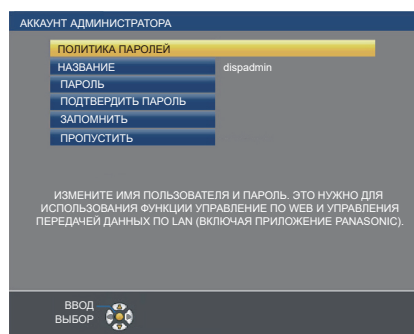 АККАУНТ АДМИНИСТРАТОРА
ПОЛИТИКА ПАРОЛЕЙ
НАЗВАНИЕ dispadmin
ПАРОЛЬ
ПОДТВЕРДИТЬ ПАРОЛЬ
ЗАПОМНИТЬ
ПРОПУСТИТЬ
ИЗМЕНИТЕ ИМЯ ПОЛЬЗОВАТЕЛЯ И ПАРОЛЬ. ЭТО НУЖНО ДЛЯ
ИСПОЛЬЗОВАНИЯ ФУНКЦИИ УПРАВЛЕНИЕ ПО WEB И УПРАВЛЕНИЯ
ПЕРЕДАЧЕЙ ДАННЫХ ПО LAN (ВКЛЮЧАЯ ПРИЛОЖЕНИЕ PANASONIC).
ВВОД
ВЫБОР